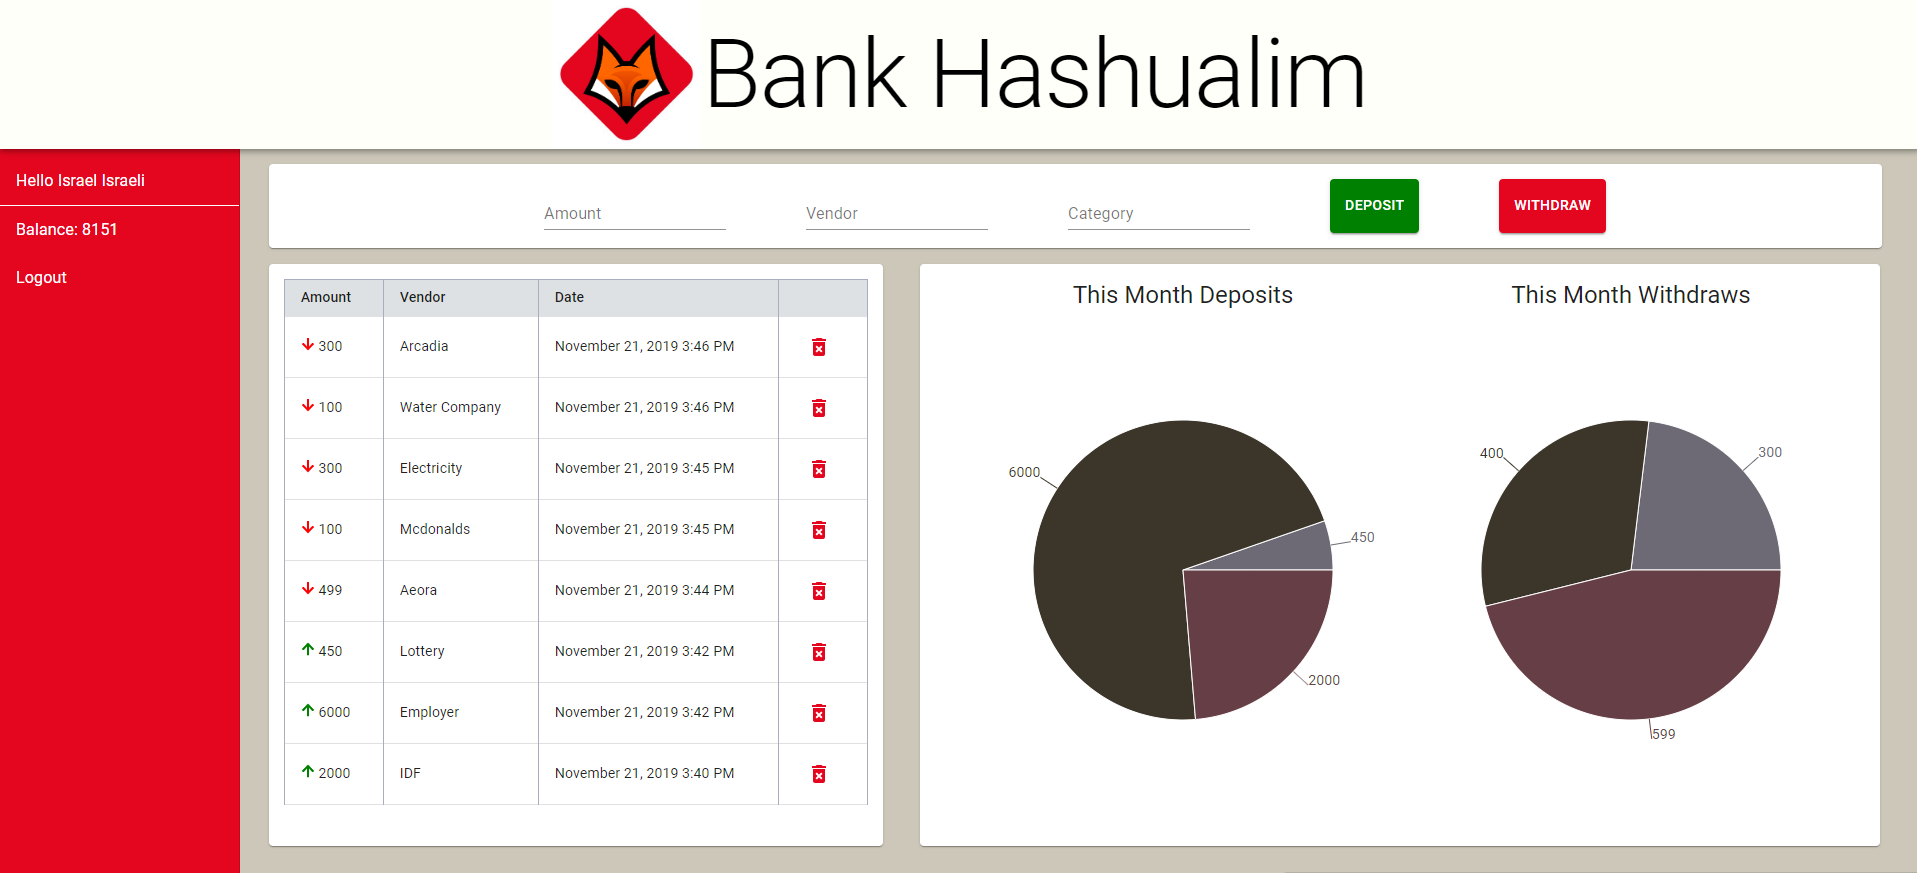 Bank Hashualim
Hello Israel Israeli
Balance: 8151
Logout
Amount Vendor Category DEPOSIT WITHDRAW
Amount Vendor Date
300 Arcadia November 21, 2019 3:46 PM
100 Water Company November 21, 2019 3:46 PM
300 Electricity November 21, 2019 3:45 PM
100 Mcdonalds November 21, 2019 3:45 PM
499 Aeora November 21, 2019 3:44 PM
450 Lottery November 21, 2019 3:42 PM
6000 Employer November 21, 2019 3:42 PM
2000 IDF November 21, 2019 3:40 PM
This Month Deposits
6000
450
2000
This Month Withdraws
400
300
599